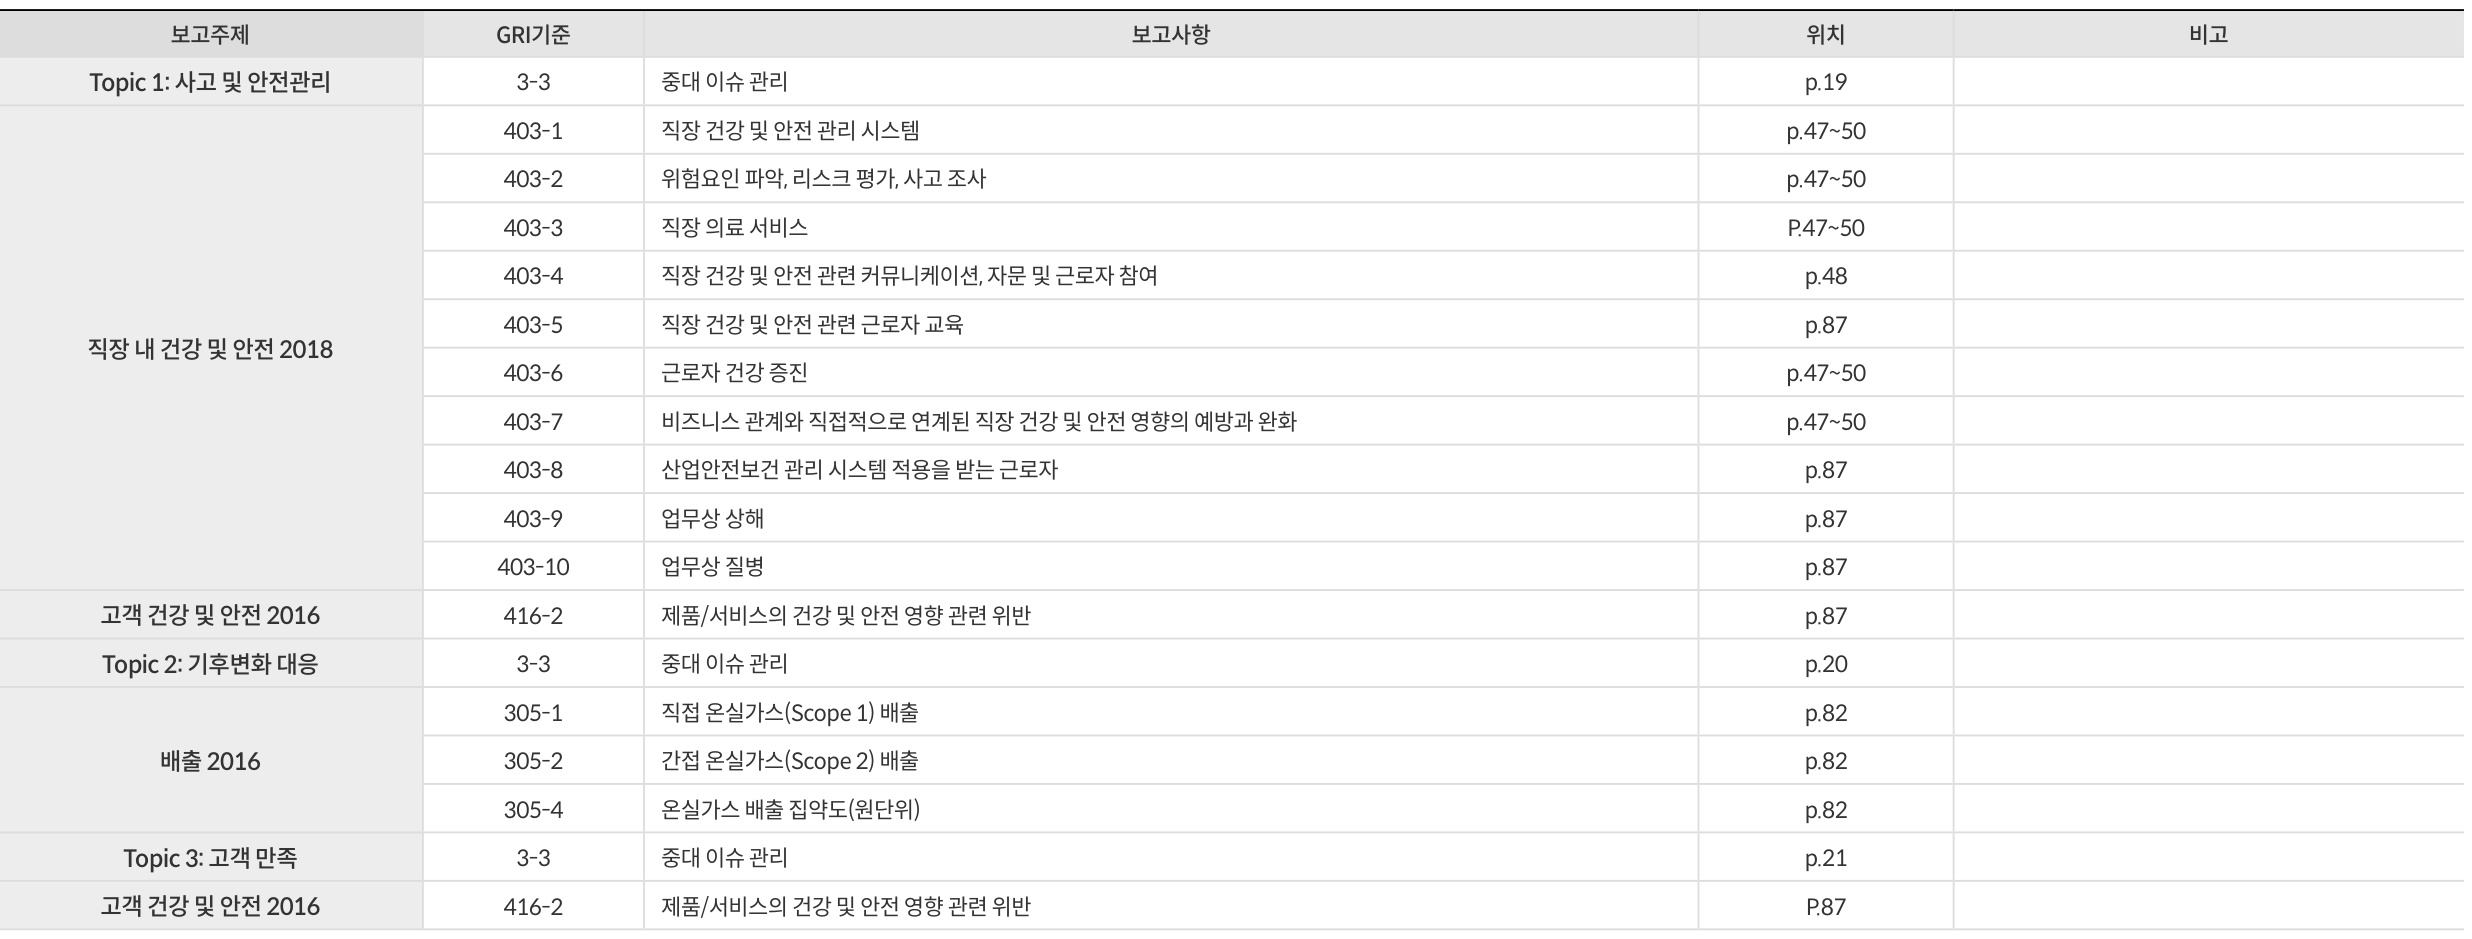 보고주제 GRI기준 보고사항 위치 비고
Topic 1: 사고 및 안전관리 3-3 중대 이슈 관리 p.19
403-1 직장 건강 및 안전 관리 시스템 p.47~50
403-2 위험요인 파악, 리스크 평가, 사고 조사 p.47~50
403-3 직장 의료 서비스 P.47~50
403-4 직장 건강 및 안전 관련 커뮤니케이션, 자문 및 근로자 참여 p.48
403-5 직장 건강 및 안전 관련 근로자 교육 p.87
직장 내 건강 및 안전 2018
403-6 근로자 건강 증진 p.47~50
403-7 비즈니스 관계와 직접적으로 연계된 직장 건강 및 안전 영향의 예방과 완화 p.47~50
403-8 산업안전보건 관리 시스템 적용을 받는 근로자 p.87
403-9 업무상 상해 p.87
403-10 업무상 질병 p.87
고객 건강 및 안전 2016 416-2 제품/서비스의 건강 및 안전 영향 관련 위반 p.87
Topic 2: 기후변화 대응 3-3 중대 이슈 관리 p.20
305-1 직접 온실가스(Scope 1) 배출 p.82
배출 2016 305-2 간접 온실가스(Scope 2) 배출 p.82
305-4 온실가스 배출 집약도(원단위) p.82
Topic 3: 고객 만족 3-3 중대 이슈 관리 p.21
고객 건강 및 안전 2016 416-2 제품/서비스의 건강 및 안전 영향 관련 위반 P.87